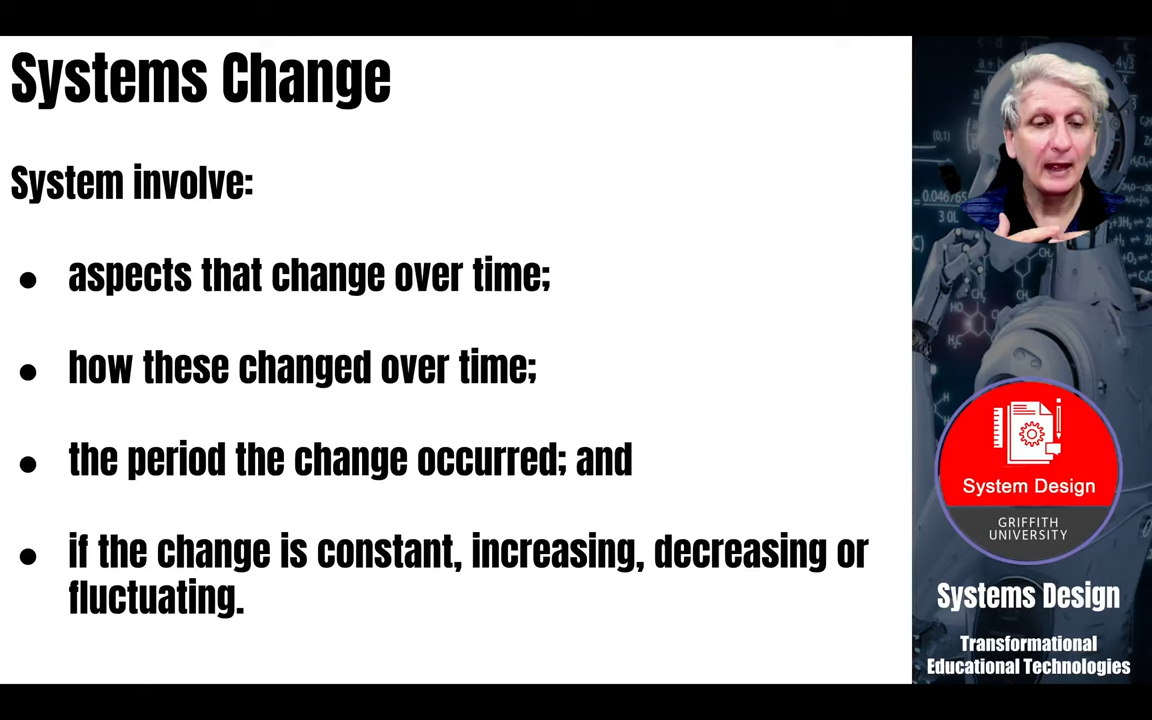 Systems Change
System involve:
● aspects that change over time;
● how these changed over time;
● the period the change occurred; and
● if the change is constant, increasing, decreasing or
fluctuating.
System Design
GRIFFITH
UNIVERSITY
Systems Design
Transformational
Educational Technologies